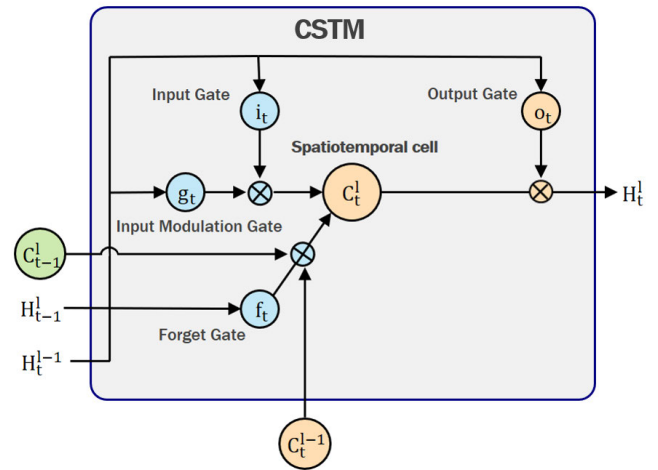 CSTM
Input Gate
Output Gate
i_t
o_t
Spatiotemporal cell
g_t
C_t^l
H_t^l
Input Modulation Gate
C_{t-1}^l
H_{t-1}^l
f_t
Forget Gate
H_t^{l-1}
C_t^{l-1}